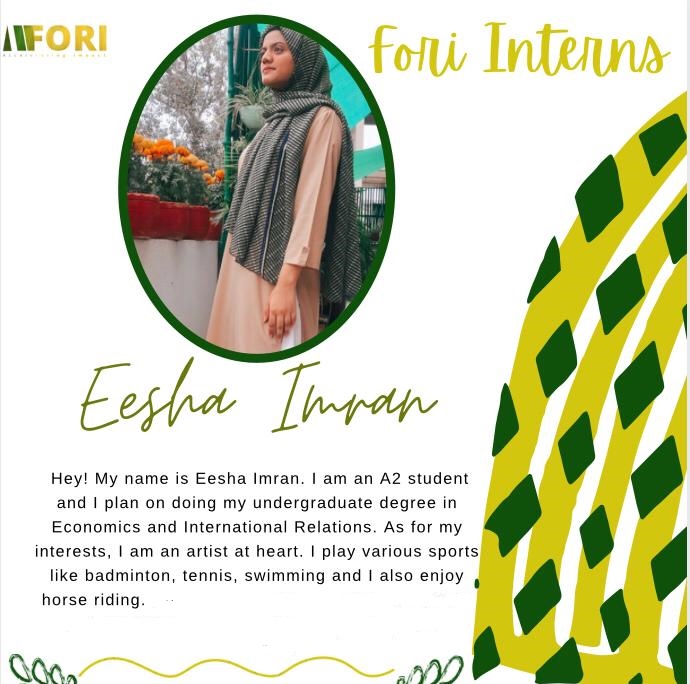 FORI
Fori Interns
Eesha Imran
Hey! My name is Eesha Imran. I am an A2 student
and I plan on doing my undergraduate degree in
Economics and International Relations. As for my
interests, I am an artist at heart. I play various sports
like badminton, tennis, swimming and I also enjoy
horse riding.